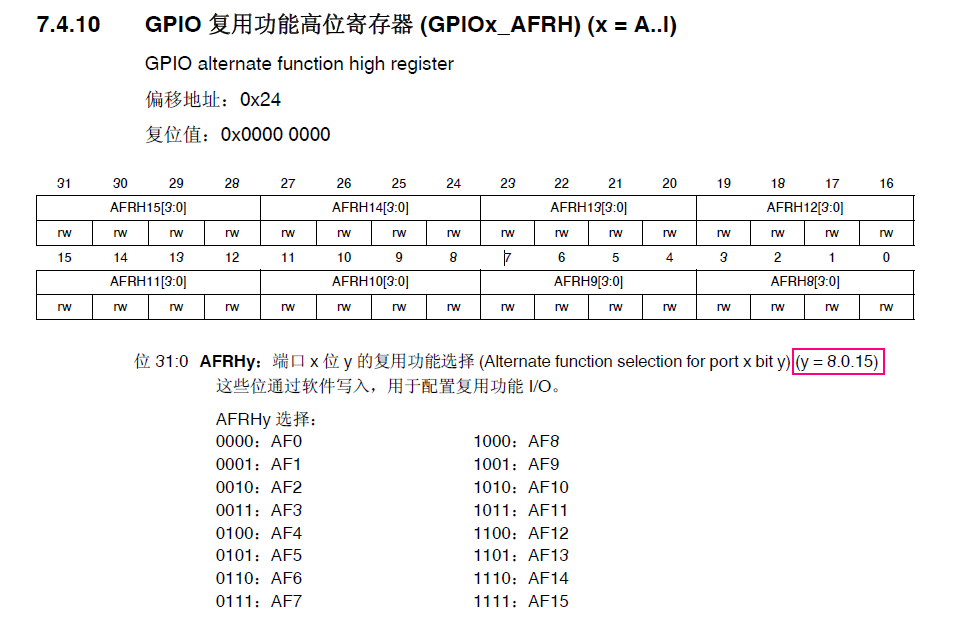 7.4.10 GPIO 复用功能高位寄存器 (GPIOx_AFRH) (x = A..I)
GPIO alternate function high register
偏移地址：0x24
复位值：0x0000 0000
31 30 29 28 27 26 25 24 23 22 21 20 19 18 17 16
AFRH15[3:0] AFRH14[3:0] AFRH13[3:0] AFRH12[3:0]
rw rw rw rw rw rw rw rw rw rw rw rw rw rw rw rw
15 14 13 12 11 10 9 8 7 6 5 4 3 2 1 0
AFRH11[3:0] AFRH10[3:0] AFRH9[3:0] AFRH8[3:0]
rw rw rw rw rw rw rw rw rw rw rw rw rw rw rw rw
位 31:0 AFRHy：端口 x 位 y 的复用功能选择 (Alternate function selection for port x bit y) (y = 8.0.15)
这些位通过软件写入，用于配置复用功能 I/O。
AFRHy 选择：
0000：AF0 1000：AF8
0001：AF1 1001：AF9
0010：AF2 1010：AF10
0011：AF3 1011：AF11
0100：AF4 1100：AF12
0101：AF5 1101：AF13
0110：AF6 1110：AF14
0111：AF7 1111：AF15